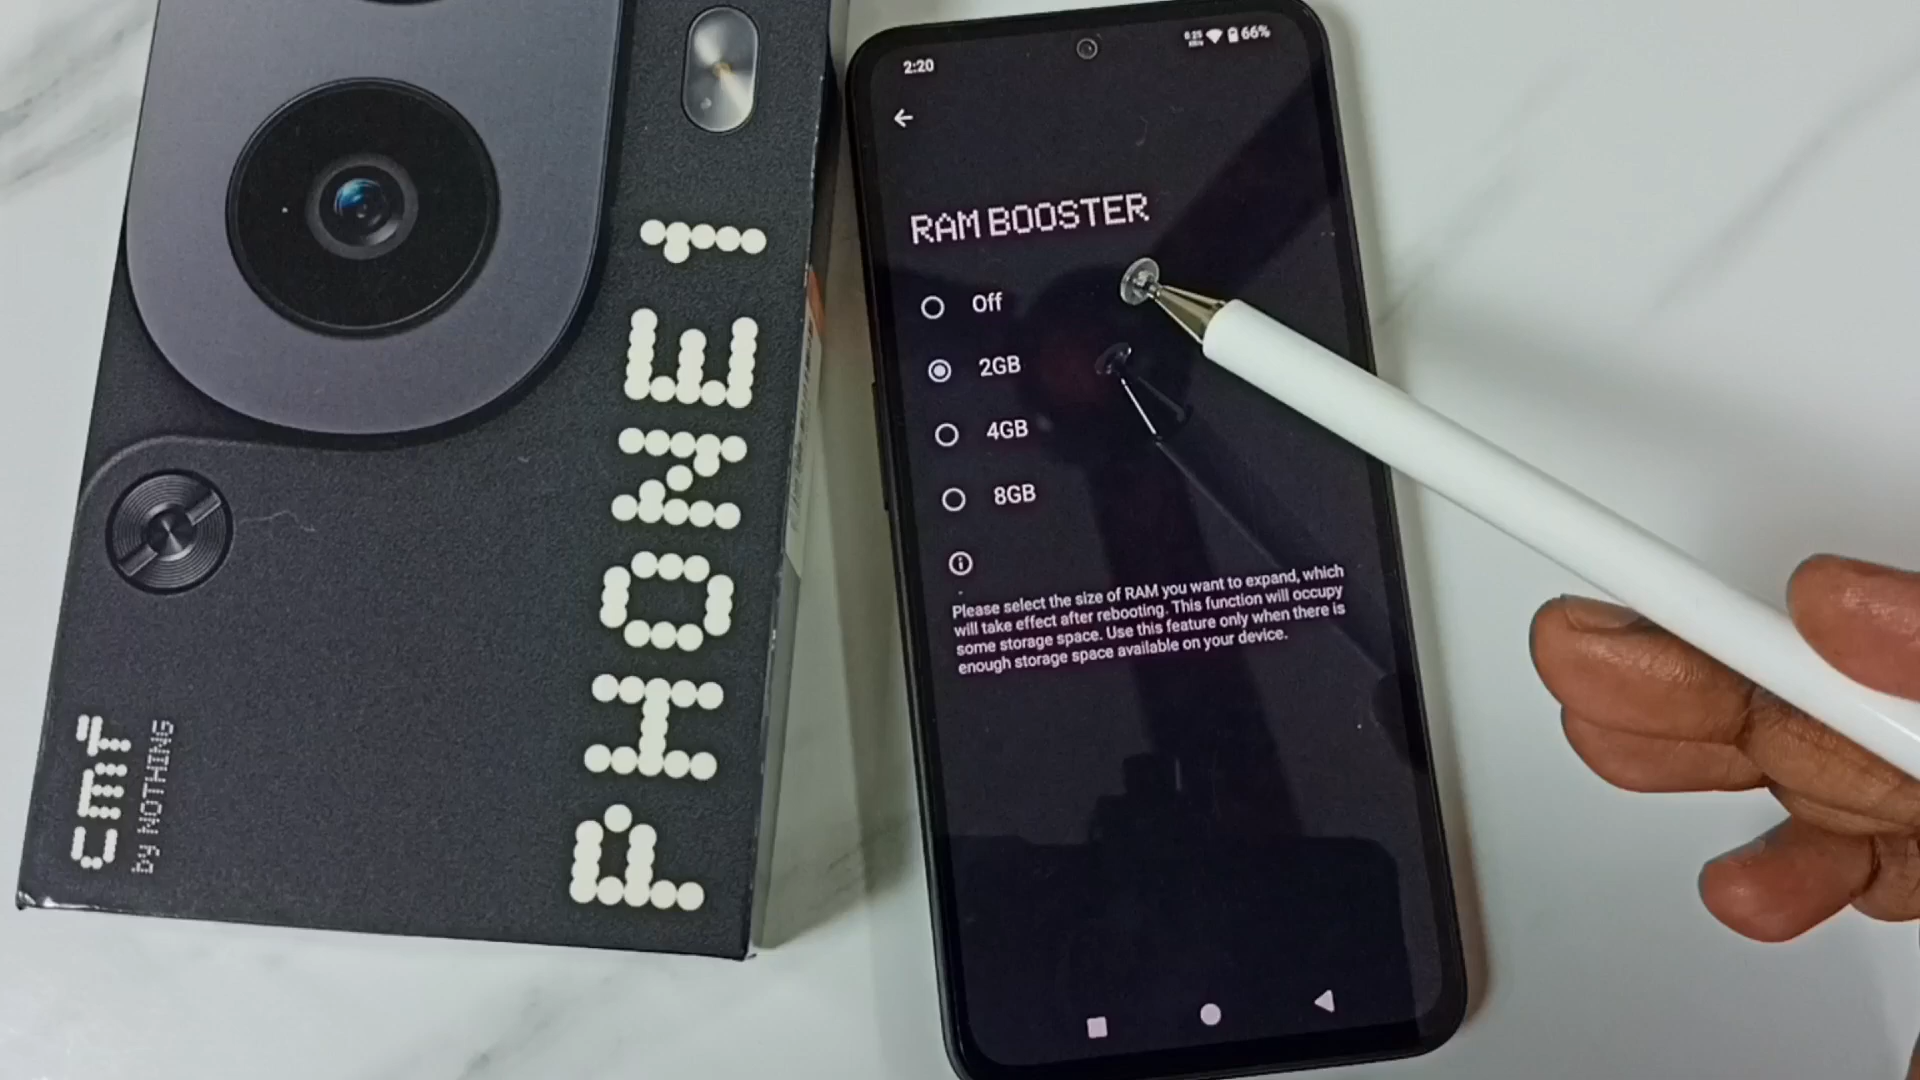 PHONE 1
cmf
by NOTHING
2:20
66%
RAM BOOSTER
Off
2GB
4GB
8GB
Please select the size of RAM you want to expand, which
will take effect after rebooting. This function will occupy
some storage space. Use this feature only when there is
enough storage space available on your device.